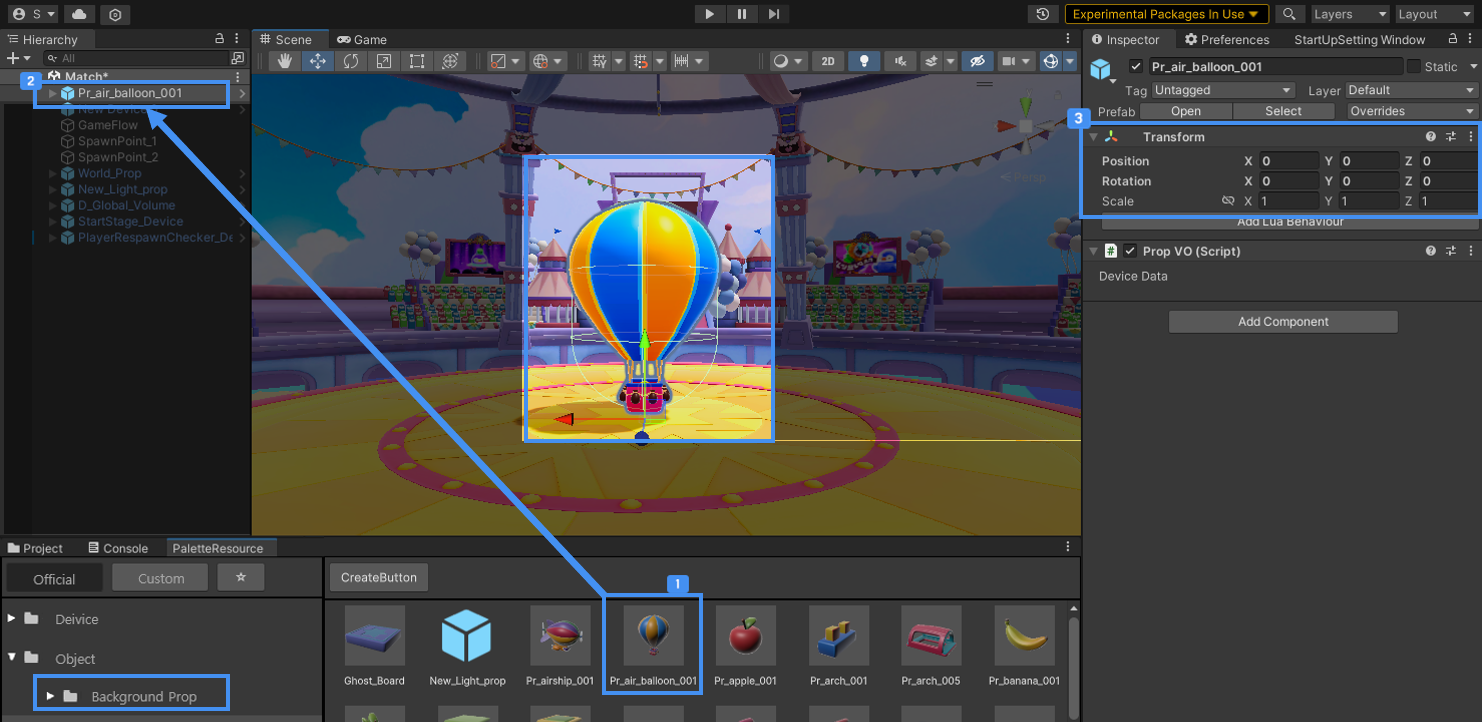 S
Experimental Packages In Use
Layers
Layout
Hierarchy
All
Match*
2
Pr_air_balloon_001
GameFlow
SpawnPoint_1
SpawnPoint_2
World_Prop
New_Light_prop
D_Global_Volume
StartStage_Device
PlayerRespawnChecker_De
Scene
Game
2D
Persp
Inspector
Preferences
StartUpSetting Window
Pr_air_balloon_001
Static
Tag Untagged
Layer Default
Prefab
Open
Select
Overrides
3
Transform
Position X 0 Y 0 Z 0
Rotation X 0 Y 0 Z 0
Scale X 1 Y 1 Z 1
Add Lua Behaviour
# Prop VO (Script)
Device Data
Add Component
Project
Console
PaletteResource
Official
Custom
CreateButton
1
Deivice
Object
Background Prop
Ghost_Board
New_Light_prop
Pr_airship_001
Pr_air_balloon_001
Pr_apple_001
Pr_arch_001
Pr_arch_005
Pr_banana_001